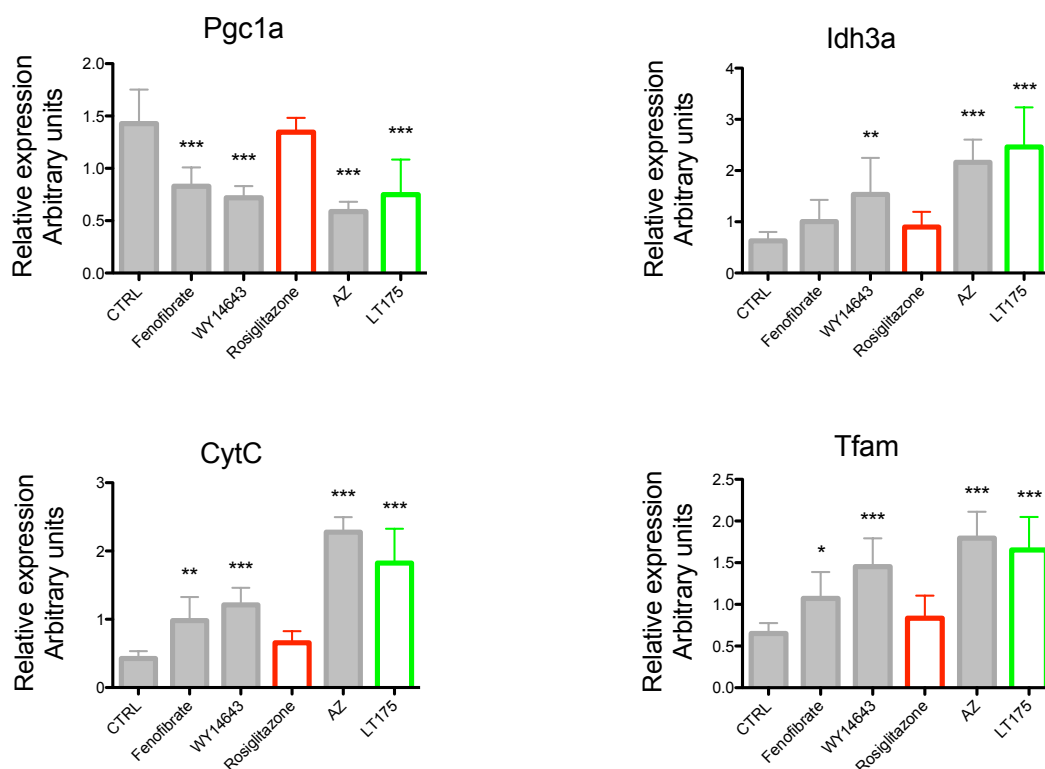 Pgc1a
Relative expression
Arbitrary units
2.0
1.5
1.0
0.5
0.0
***
***
***
***
CTRL
Fenofibrate
WY14643
Rosiglitazone
AZ
LT175
Idh3a
Relative expression
Arbitrary units
4
3
2
1
0
**
***
***
CTRL
Fenofibrate
WY14643
Rosiglitazone
AZ
LT175
CytC
Relative expression
Arbitrary units
3
2
1
0
**
***
***
***
CTRL
Fenofibrate
WY14643
Rosiglitazone
AZ
LT175
Tfam
Relative expression
Arbitrary units
2.5
2.0
1.5
1.0
0.5
0.0
*
***
***
***
CTRL
Fenofibrate
WY14643
Rosiglitazone
AZ
LT175